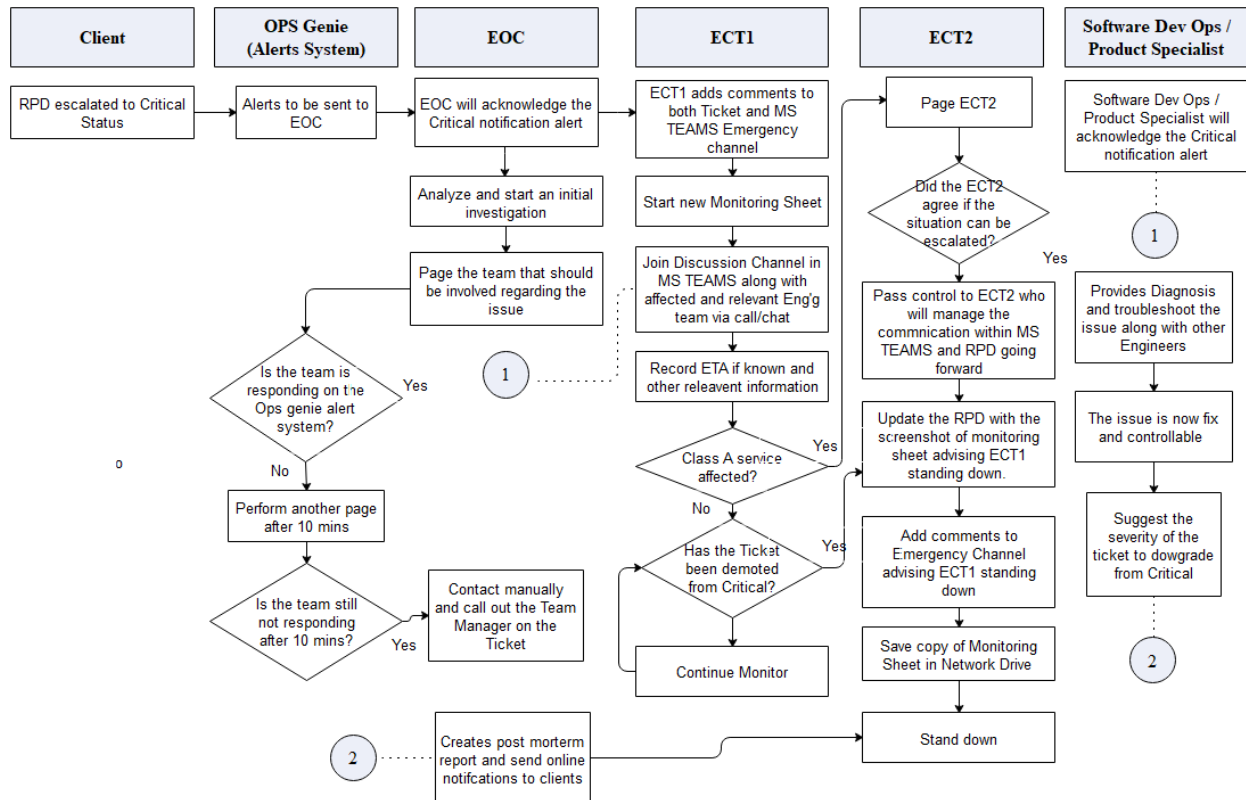 Client
OPS Genie
(Alerts System)
EOC
ECT1
ECT2
Software Dev Ops /
Product Specialist
RPD escalated to Critical
Status
Alerts to be sent to
EOC
EOC will acknowledge the
Critical notification alert
ECT1 adds comments to
both Ticket and MS
TEAMS Emergency
channel
Page ECT2
Software Dev Ops /
Product Specialist will
acknowledge the Critical
notification alert
Analyze and start an initial
investigation
Start new Monitoring Sheet
Did the ECT2
agree if the
situation can be
escalated?
Yes
1
Page the team that should
be involved regarding the
issue
Join Discussion Channel in
MS TEAMS along with
affected and relevant Eng'g
team via call/chat
Pass control to ECT2 who
will manage the
commnication within MS
TEAMS and RPD going
forward
Provides Diagnosis
and troubleshoot the
issue along with other
Engineers
Is the team is
responding on the
Ops genie alert
system?
Yes
1
Record ETA if known and
other releavent information
Update the RPD with the
screenshot of monitoring
sheet advising ECT1
standing down.
The issue is now fix
and controllable
o
No
Class A service
affected?
Yes
No
Perform another page
after 10 mins
Has the Ticket
been demoted
from Critical?
Yes
Add comments to
Emergency Channel
advising ECT1 standing
down
Suggest the
severity of the
ticket to dowgrade
from Critical
Is the team still
not responding
after 10 mins?
Yes
Contact manually
and call out the Team
Manager on the
Ticket
Continue Monitor
Save copy of Monitoring
Sheet in Network Drive
2
2
Creates post morterm
report and send online
notifcations to clients
Stand down